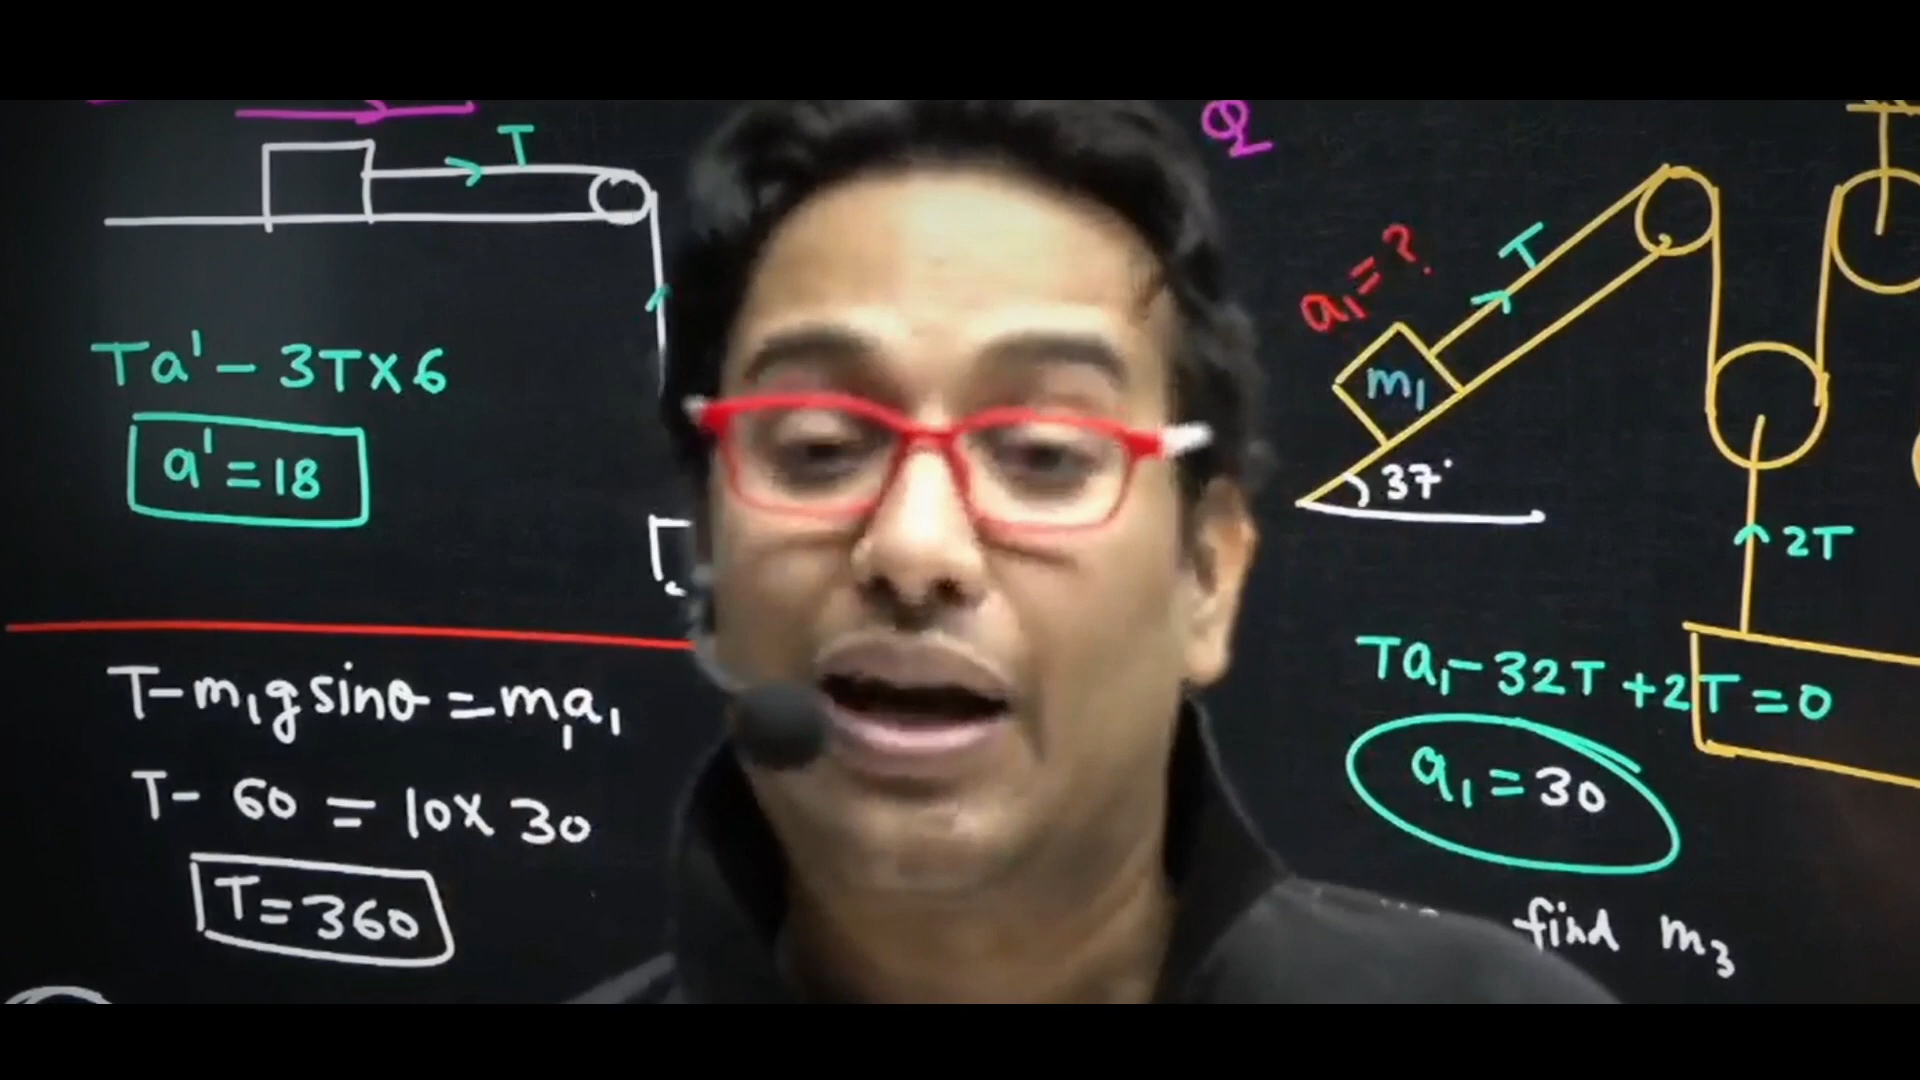 T
Ta' - 3T×6
a' = 18
T - m₁g sinθ = m₁a₁
T - 60 = 10 × 30
T = 360
Q
a₁ = ?
T
m₁
37°
2T
Ta₁ - 32T + 2T = 0
a₁ = 30
find m₃